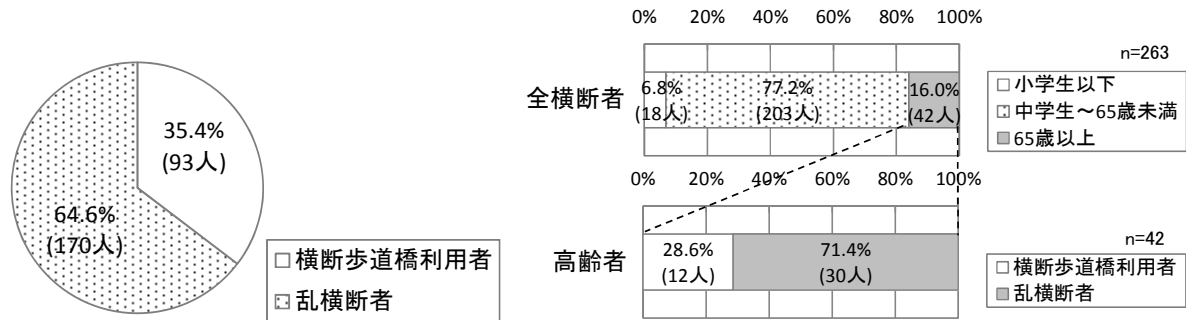 35.4%
(93人)
64.6%
(170人)
横断歩道橋利用者
乱横断者
0% 20% 40% 60% 80% 100%
n=263
全横断者
6.8%
(18人)
77.2%
(203人)
16.0%
(42人)
小学生以下
中学生～65歳未満
65歳以上
0% 20% 40% 60% 80% 100%
n=42
高齢者
28.6%
(12人)
71.4%
(30人)
横断歩道橋利用者
乱横断者